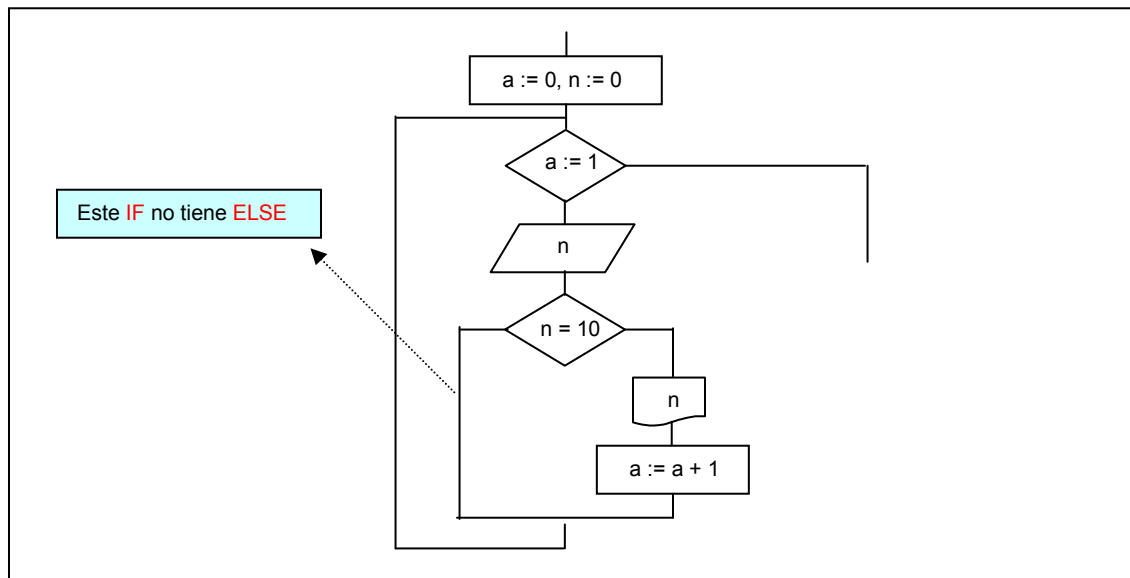 a := 0, n := 0
a := 1
Este IF no tiene ELSE
n
n = 10
n
a := a + 1